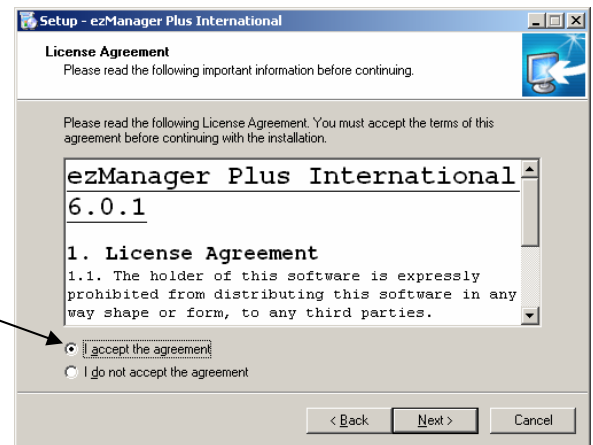 Setup - ezManager Plus International
License Agreement
Please read the following important information before continuing.
Please read the following License Agreement. You must accept the terms of this
agreement before continuing with the installation.
ezManager Plus International
6.0.1
1. License Agreement
1.1. The holder of this software is expressly
prohibited from distributing this software in any
way shape or form, to any third parties.
I accept the agreement
I do not accept the agreement
< Back
Next >
Cancel